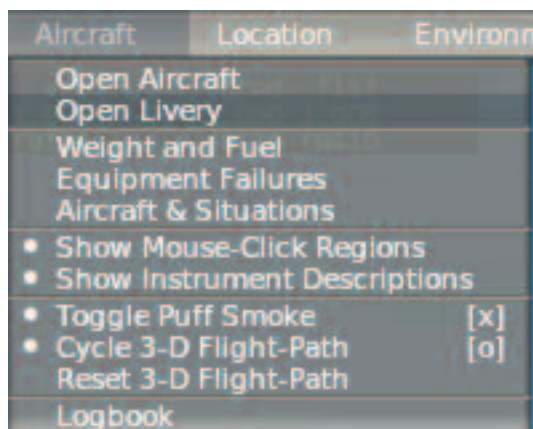 Aircraft Location Environ
Open Aircraft
Open Livery
Weight and Fuel
Equipment Failures
Aircraft & Situations
• Show Mouse-Click Regions
• Show Instrument Descriptions
• Toggle Puff Smoke [x]
• Cycle 3-D Flight-Path [o]
Reset 3-D Flight-Path
Logbook